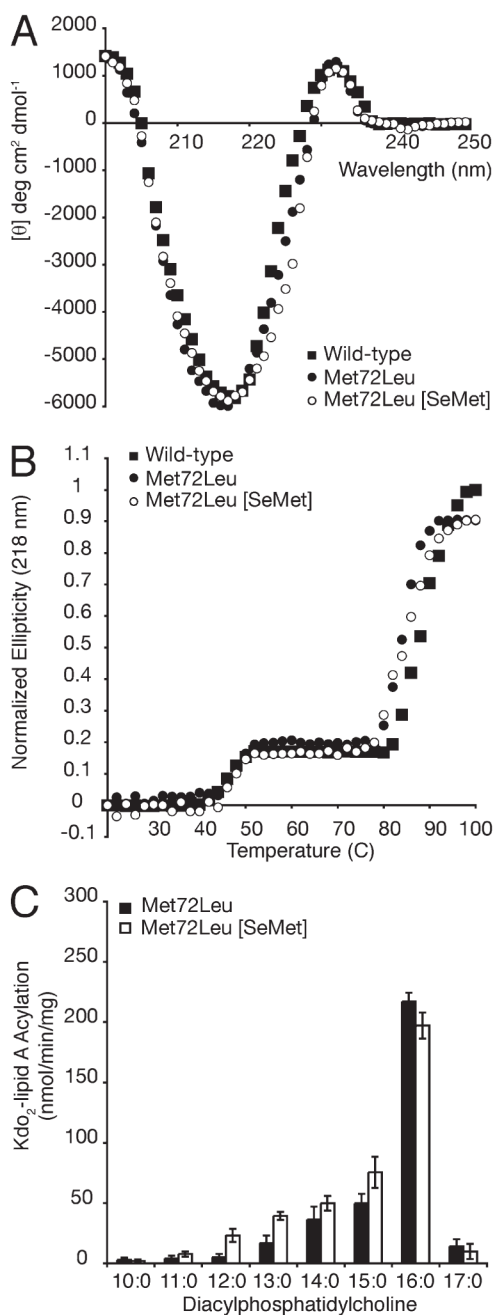 A
2000
1000
0
-1000
-2000
-3000
-4000
-5000
-6000
[θ] deg cm² dmol⁻¹
210 220 240 250
Wavelength (nm)
■ Wild-type
● Met72Leu
○ Met72Leu [SeMet]
B
■ Wild-type
● Met72Leu
○ Met72Leu [SeMet]
1.1
1
0.9
0.8
0.7
0.6
0.5
0.4
0.3
0.2
0.1
0
-0.1
Normalized Ellipticity (218 nm)
30 40 50 60 70 80 90 100
Temperature (C)
C
■ Met72Leu
□ Met72Leu [SeMet]
300
250
200
150
100
50
0
Kdo₂-lipid A Acylation
(nmol/min/mg)
10:0 11:0 12:0 13:0 14:0 15:0 16:0 17:0
Diacylphosphatidylcholine